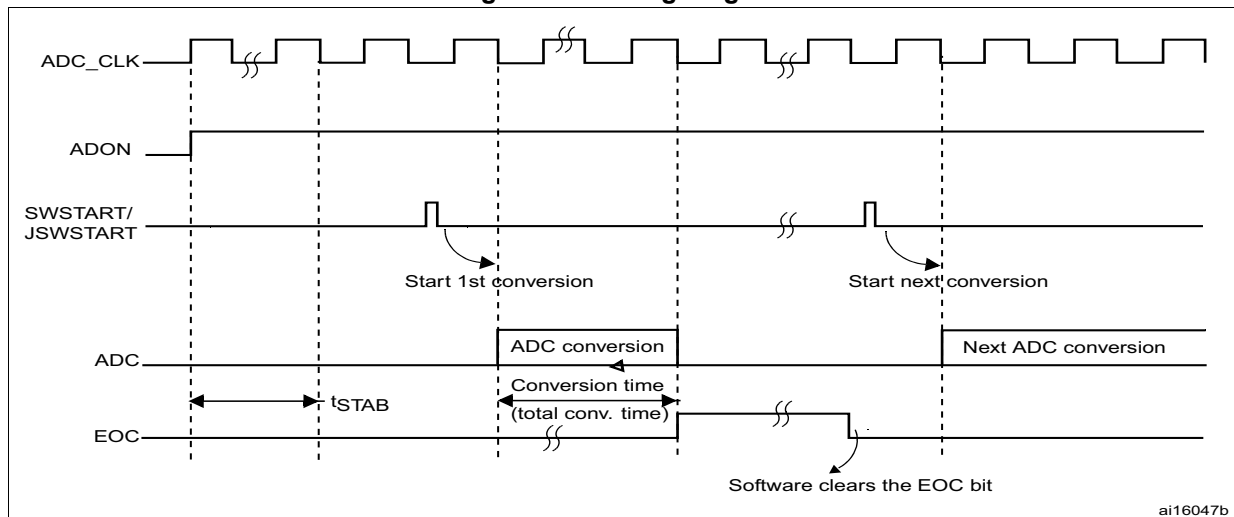 ADC_CLK
ADON
SWSTART/
JSWSTART
Start 1st conversion
Start next conversion
ADC
ADC conversion
Next ADC conversion
Conversion time
(total conv. time)
tSTAB
EOC
Software clears the EOC bit
ai16047b